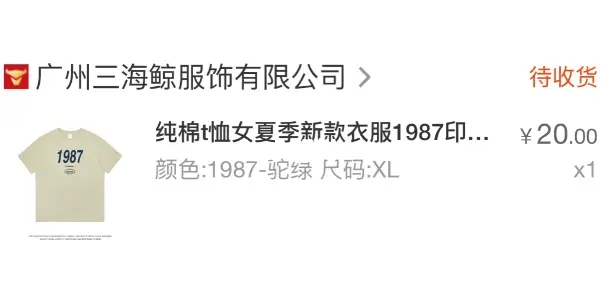 广州三海鲸服饰有限公司
待收货
纯棉t恤女夏季新款衣服1987印...
¥20.00
颜色:1987-驼绿 尺码:XL
x1
1987